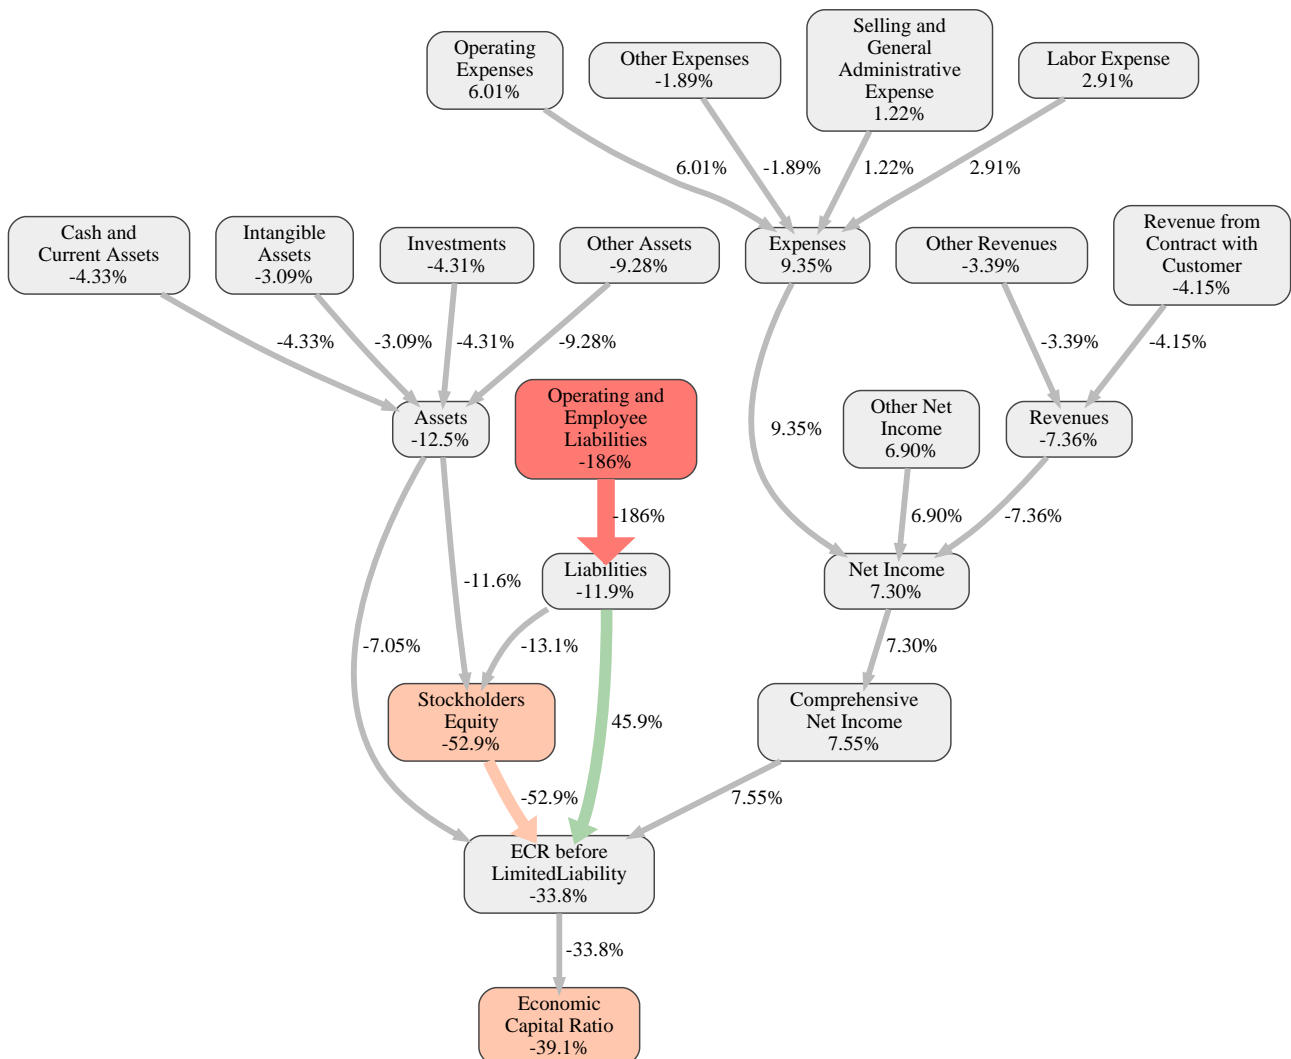 Operating
Expenses
6.01%
Other Expenses
-1.89%
Selling and
General
Administrative
Expense
1.22%
Labor Expense
2.91%
6.01%
-1.89%
1.22%
2.91%
Cash and
Current Assets
-4.33%
Intangible
Assets
-3.09%
Investments
-4.31%
Other Assets
-9.28%
Expenses
9.35%
Other Revenues
-3.39%
Revenue from
Contract with
Customer
-4.15%
-4.33%
-3.09%
-4.31%
-9.28%
-3.39%
-4.15%
Assets
-12.5%
Operating and
Employee
Liabilities
-186%
9.35%
Other Net
Income
6.90%
Revenues
-7.36%
-186%
6.90%
-7.36%
-11.6%
Liabilities
-11.9%
Net Income
7.30%
-7.05%
-13.1%
7.30%
Stockholders
Equity
-52.9%
45.9%
Comprehensive
Net Income
7.55%
-52.9%
7.55%
ECR before
LimitedLiability
-33.8%
-33.8%
Economic
Capital Ratio
-39.1%